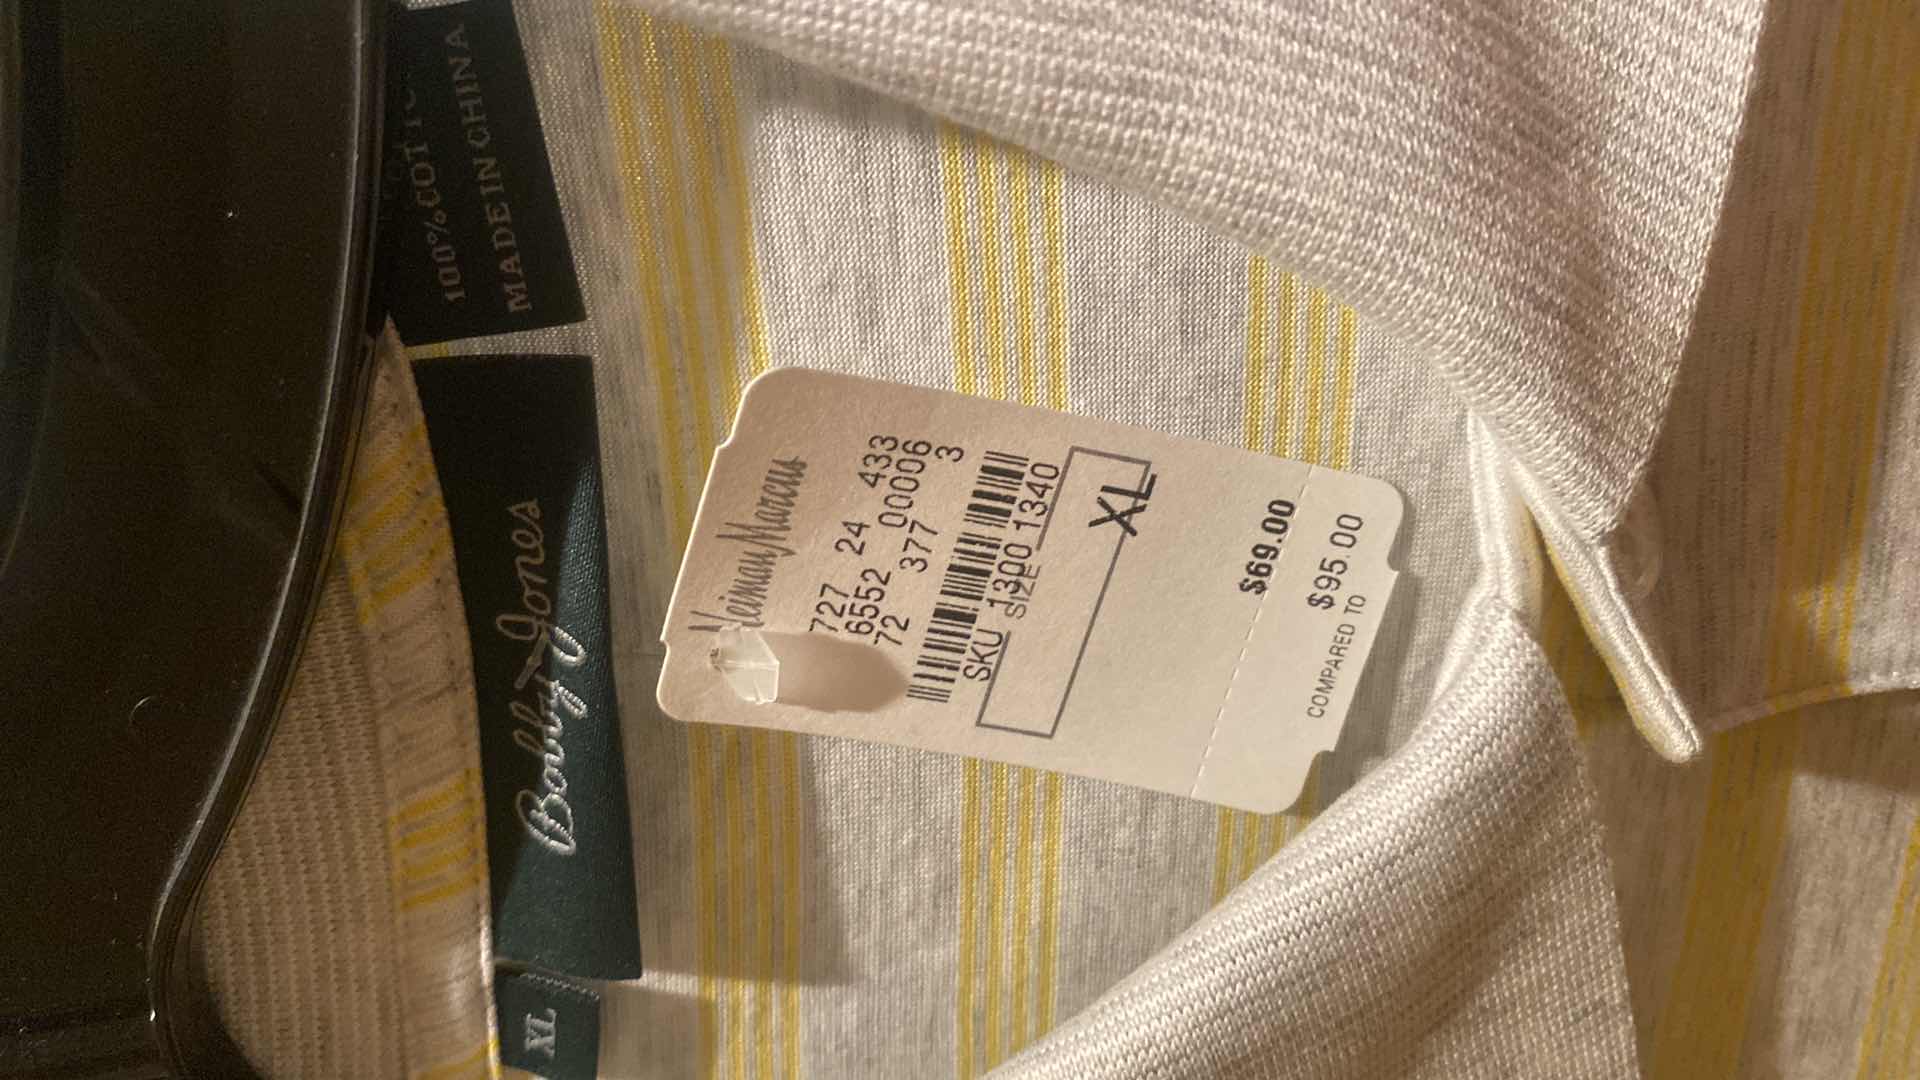 100% COTTON
MADE IN CHINA
Bobby Jones
XL
Neiman Marcus
727 24 433
6552 00006
72 377 3
SKU 1300 1340
SIZE
XL
$69.00
$95.00
COMPARED TO